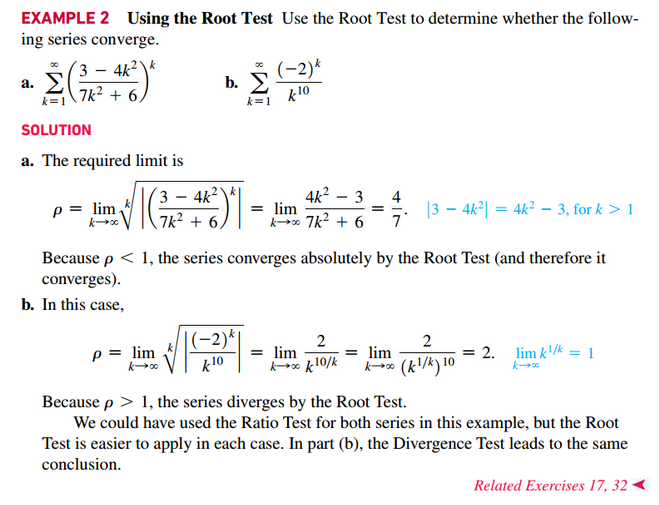 EXAMPLE 2 Using the Root Test Use the Root Test to determine whether the follow-
ing series converge.
a. $\sum_{k=1}^{\infty} \left( \frac{3 - 4k^2}{7k^2 + 6} \right)^k$ b. $\sum_{k=1}^{\infty} \frac{(-2)^k}{k^{10}}$
SOLUTION
a. The required limit is
$\rho = \lim_{k \to \infty} \sqrt[k]{\left| \left( \frac{3 - 4k^2}{7k^2 + 6} \right)^k \right|} = \lim_{k \to \infty} \frac{4k^2 - 3}{7k^2 + 6} = \frac{4}{7}.$ $|3 - 4k^2| = 4k^2 - 3$, for $k > 1$
Because $\rho < 1$, the series converges absolutely by the Root Test (and therefore it
converges).
b. In this case,
$\rho = \lim_{k \to \infty} \sqrt[k]{\left| \frac{(-2)^k}{k^{10}} \right|} = \lim_{k \to \infty} \frac{2}{k^{10/k}} = \lim_{k \to \infty} \frac{2}{(k^{1/k})^{10}} = 2.$ $\lim_{k \to \infty} k^{1/k} = 1$
Because $\rho > 1$, the series diverges by the Root Test.
We could have used the Ratio Test for both series in this example, but the Root
Test is easier to apply in each case. In part (b), the Divergence Test leads to the same
conclusion.
Related Exercises 17, 32 ◄